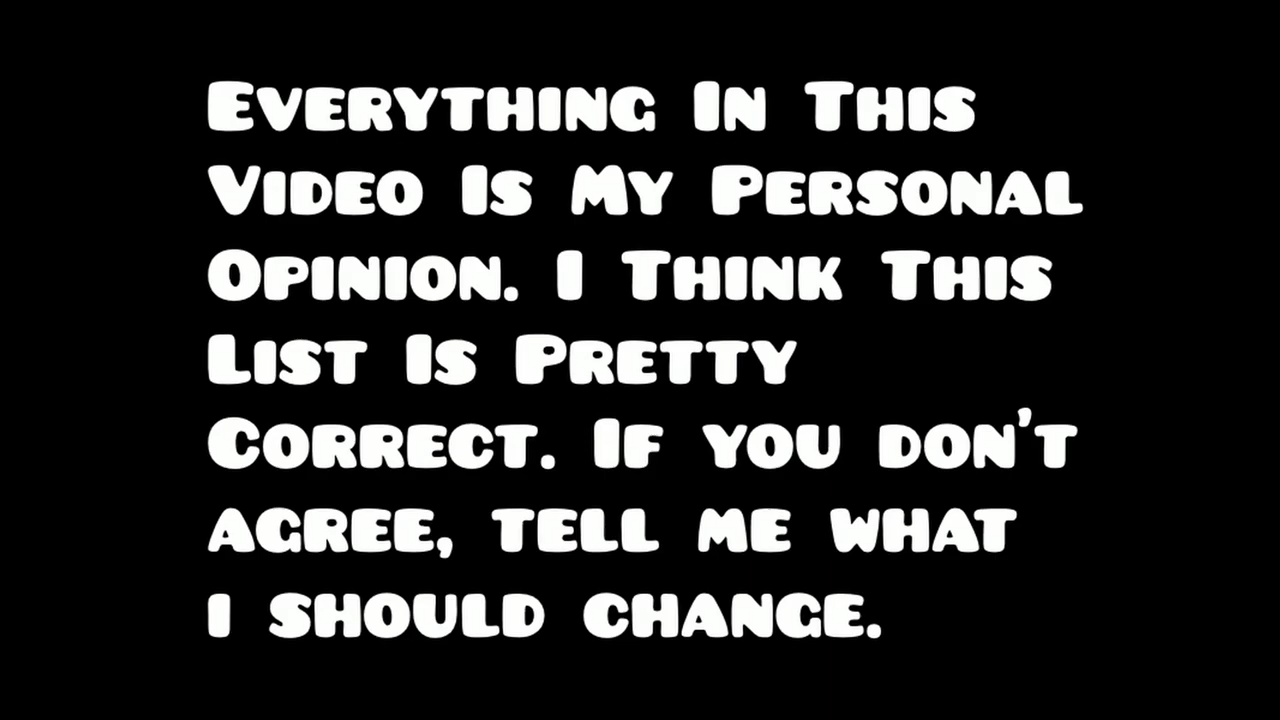 Everything In This
Video Is My Personal
Opinion. I Think This
List Is Pretty
Correct. If you don't
agree, tell me what
i should change.